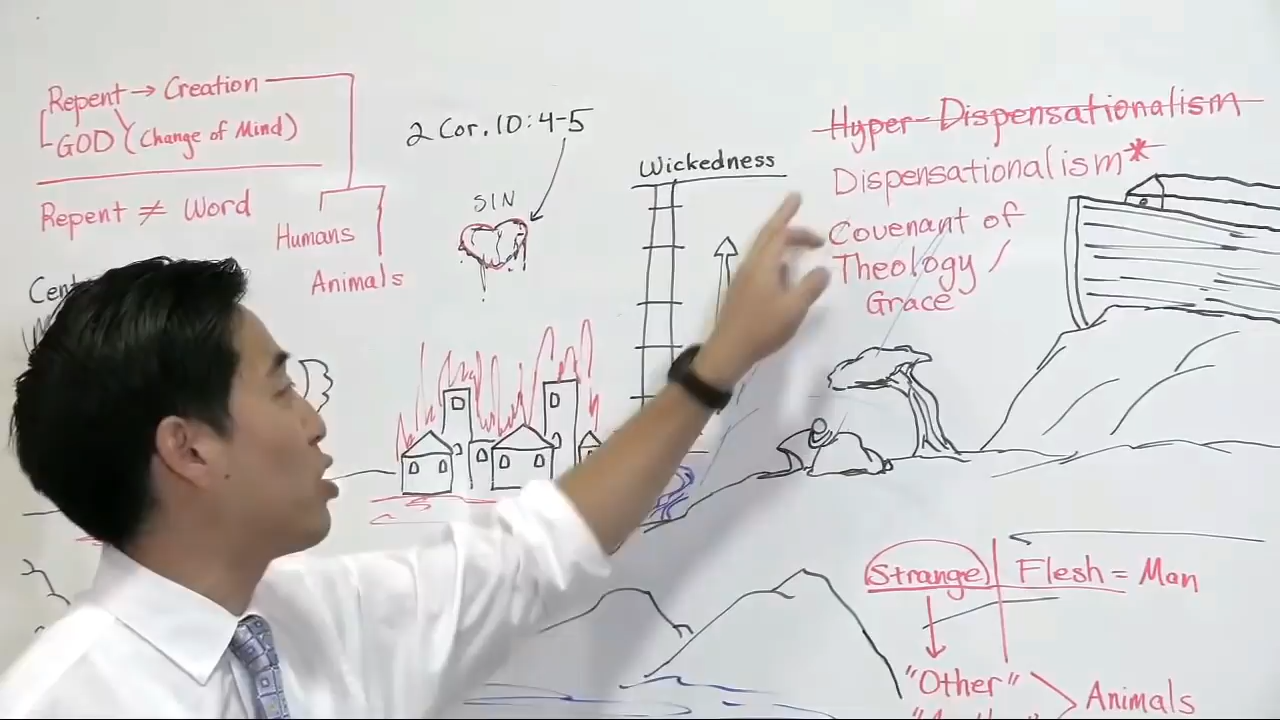 Repent → Creation
GOD (Change of Mind)
Repent ≠ Word
Humans
Animals
2 Cor. 10:4-5
SIN
Wickedness
Hyper-Dispensationalism
Dispensationalism*
Covenant of
Theology /
Grace
Strange | Flesh = Man
"Other"
Animals